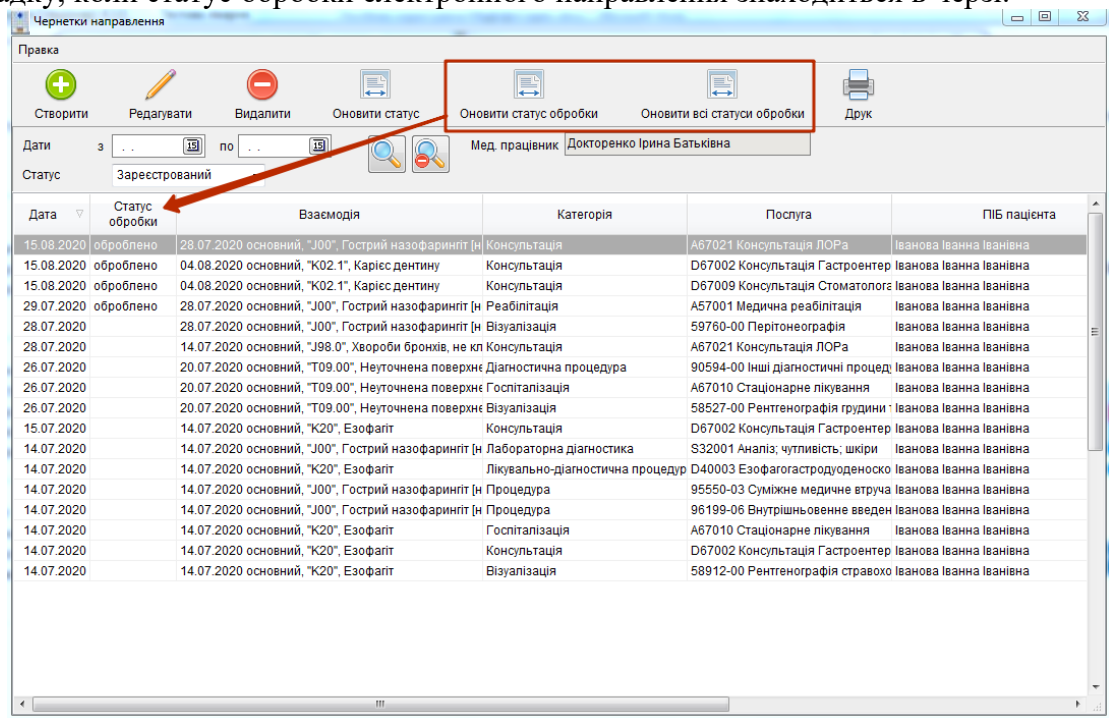 адку, коли статус обробки електронного направлення знаходиться в черзі.
Чернетки направлення
Правка
Створити Редагувати Видалити Оновити статус Оновити статус обробки Оновити всі статуси обробки Друк
Дати з . . 15 по . . 15 Мед. працівник Докторенко Ірина Батьківна
Статус Зареєстрований
Дата Статус обробки Взаємодія Категорія Послуга ПІБ пацієнта
15.08.2020 оброблено 28.07.2020 основний, "J00", Гострий назофарингіт [н Консультація A67021 Консультація ЛОРа Іванова Іванна Іванівна
15.08.2020 оброблено 04.08.2020 основний, "K02.1", Карієс дентину Консультація D67002 Консультація Гастроентер Іванова Іванна Іванівна
15.08.2020 оброблено 04.08.2020 основний, "K02.1", Карієс дентину Консультація D67009 Консультація Стоматолога Іванова Іванна Іванівна
29.07.2020 оброблено 28.07.2020 основний, "J00", Гострий назофарингіт [н Реабілітація A57001 Медична реабілітація Іванова Іванна Іванівна
28.07.2020 28.07.2020 основний, "J00", Гострий назофарингіт [н Візуалізація 59760-00 Перітонеографія Іванова Іванна Іванівна
28.07.2020 14.07.2020 основний, "J98.0", Хвороби бронхів, не кл Консультація A67021 Консультація ЛОРа Іванова Іванна Іванівна
26.07.2020 20.07.2020 основний, "T09.00", Неуточнена поверхне Діагностична процедура 90594-00 Інші діагностичні процеду Іванова Іванна Іванівна
26.07.2020 20.07.2020 основний, "T09.00", Неуточнена поверхне Госпіталізація A67010 Стаціонарне лікування Іванова Іванна Іванівна
26.07.2020 20.07.2020 основний, "T09.00", Неуточнена поверхне Візуалізація 58527-00 Рентгенографія грудини Іванова Іванна Іванівна
15.07.2020 14.07.2020 основний, "K20", Езофагіт Консультація D67002 Консультація Гастроентер Іванова Іванна Іванівна
14.07.2020 14.07.2020 основний, "J00", Гострий назофарингіт [н Лабораторна діагностика S32001 Аналіз; чутливість; шкіри Іванова Іванна Іванівна
14.07.2020 14.07.2020 основний, "K20", Езофагіт Лікувально-діагностична процедур D40003 Езофагогастродуоденоско Іванова Іванна Іванівна
14.07.2020 14.07.2020 основний, "J00", Гострий назофарингіт [н Процедура 95550-03 Суміжне медичне втруча Іванова Іванна Іванівна
14.07.2020 14.07.2020 основний, "J00", Гострий назофарингіт [н Процедура 96199-06 Внутрішньовенне введен Іванова Іванна Іванівна
14.07.2020 14.07.2020 основний, "K20", Езофагіт Госпіталізація A67010 Стаціонарне лікування Іванова Іванна Іванівна
14.07.2020 14.07.2020 основний, "K20", Езофагіт Консультація D67002 Консультація Гастроентер Іванова Іванна Іванівна
14.07.2020 14.07.2020 основний, "K20", Езофагіт Візуалізація 58912-00 Рентгенографія стравохо Іванова Іванна Іванівна